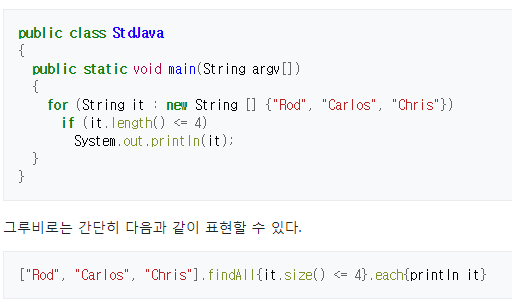 public class StdJava
{
  public static void main(String argv[])
  {
    for (String it : new String [] {"Rod", "Carlos", "Chris"})
      if (it.length() <= 4)
        System.out.println(it);
  }
}
그루비로는 간단히 다음과 같이 표현할 수 있다.
["Rod", "Carlos", "Chris"].findAll{it.size() <= 4}.each{println it}